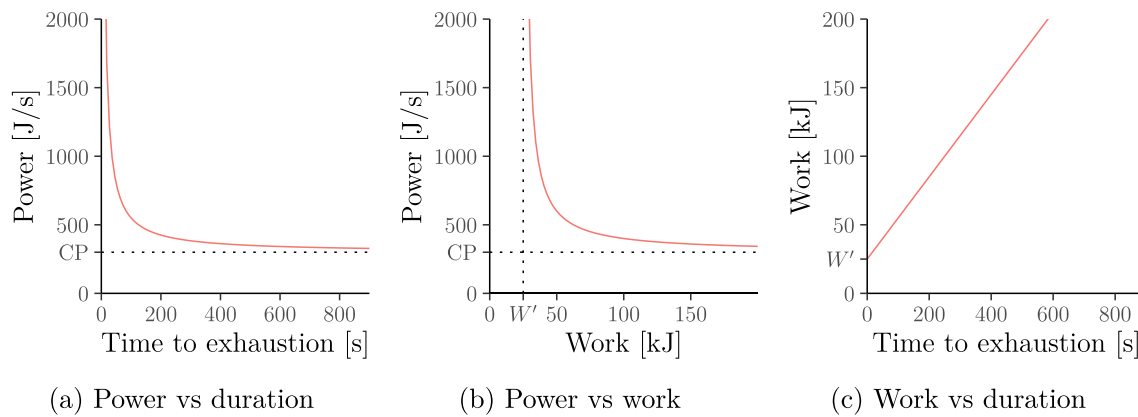 2000
1500
1000
500
CP
0
Power [J/s]
0 200 400 600 800
Time to exhaustion [s]
(a) Power vs duration
2000
1500
1000
500
CP
0
Power [J/s]
0 W′ 50 100 150
Work [kJ]
(b) Power vs work
200
150
100
50
W′
0
Work [kJ]
0 200 400 600 800
Time to exhaustion [s]
(c) Work vs duration